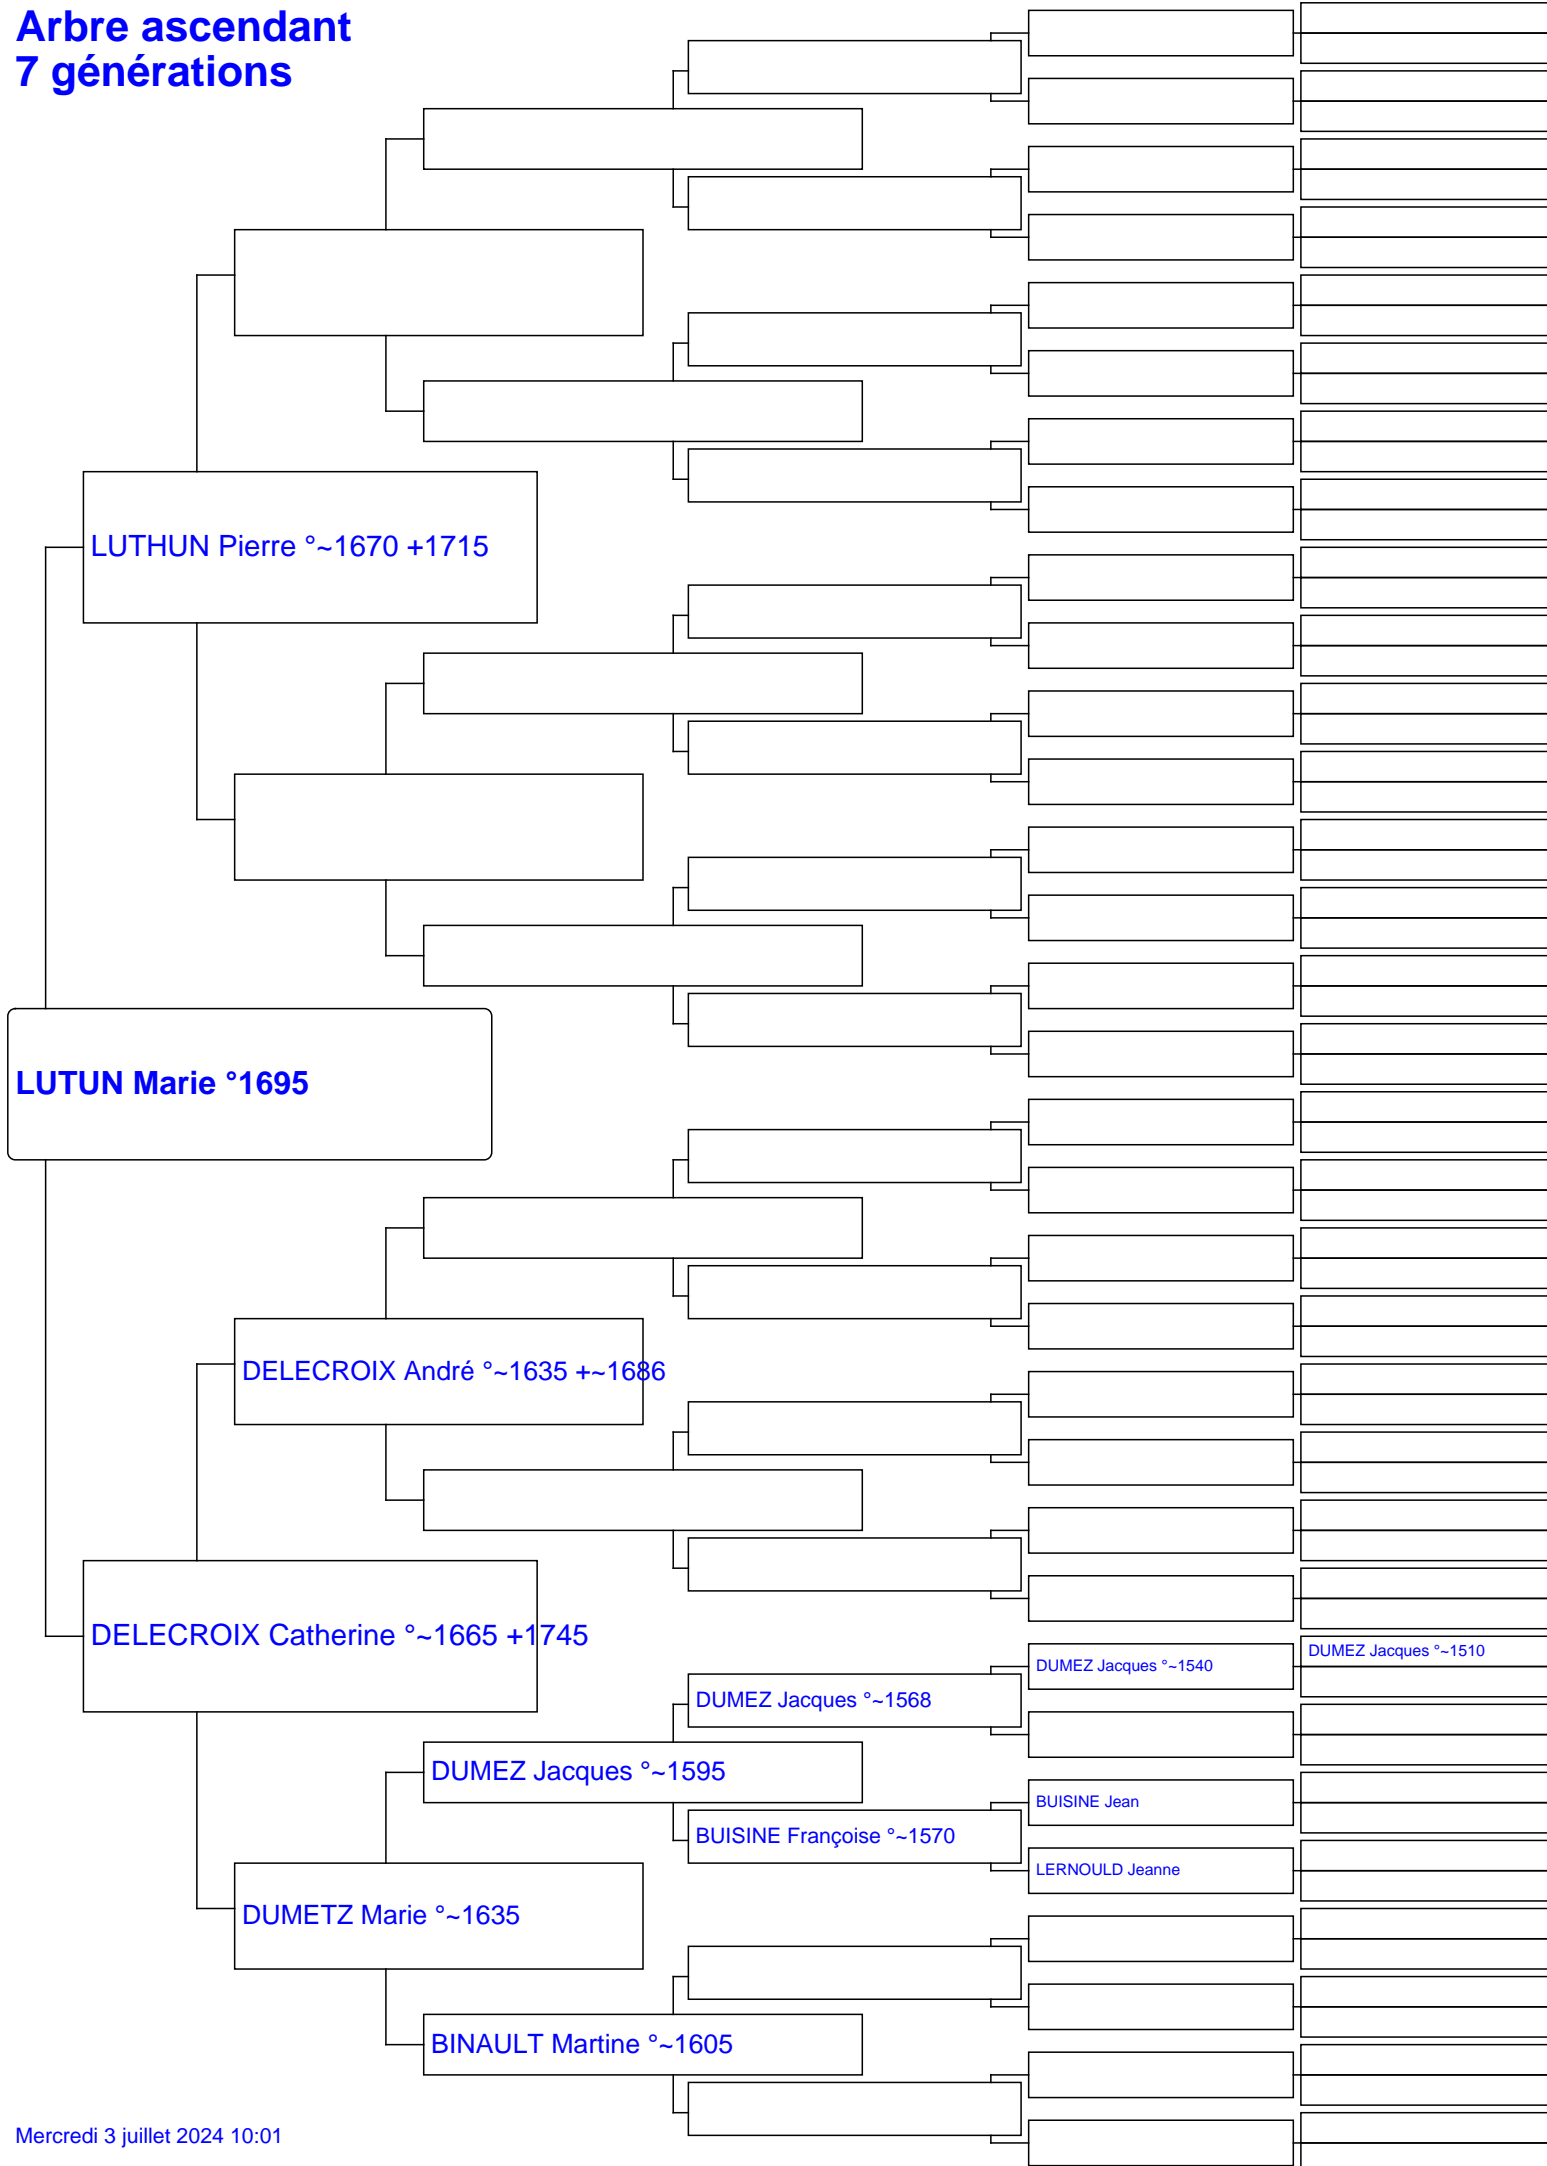 Arbre ascendant
7 générations
LUTHUN Pierre °~1670 +1715
LUTUN Marie °1695
DELECROIX André °~1635 +~1686
DELECROIX Catherine °~1665 +1745
DUMEZ Jacques °~1540
DUMEZ Jacques °~1510
DUMEZ Jacques °~1568
DUMEZ Jacques °~1595
BUISINE Jean
BUISINE Françoise °~1570
LERNOULD Jeanne
DUMETZ Marie °~1635
BINAULT Martine °~1605
Mercredi 3 juillet 2024 10:01